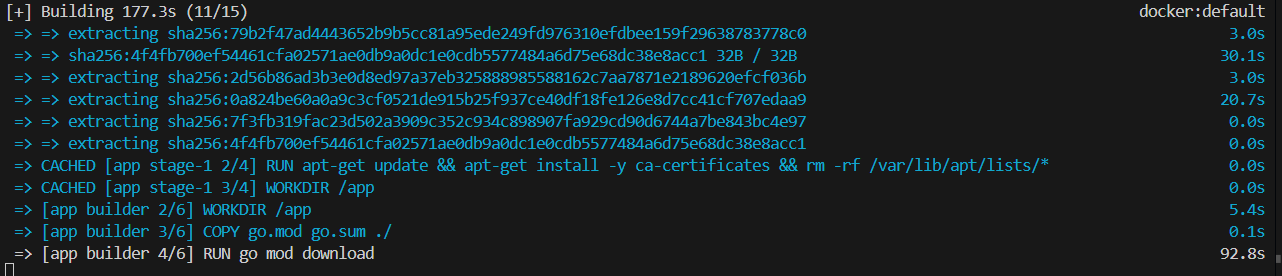 [+] Building 177.3s (11/15) docker:default
=> => extracting sha256:79b2f47ad4443652b9b5cc81a95ede249fd976310efdbee159f29638783778c0 3.0s
=> => sha256:4f4fb700ef54461cfa02571ae0db9a0dc1e0cdb5577484a6d75e68dc38e8acc1 32B / 32B 30.1s
=> => extracting sha256:2d56b86ad3b3e0d8ed97a37eb325888985588162c7aa7871e2189620efcf036b 3.0s
=> => extracting sha256:0a824be60a0a9c3cf0521de915b25f937ce40df18fe126e8d7cc41cf707edaa9 20.7s
=> => extracting sha256:7f3fb319fac23d502a3909c352c934c898907fa929cd90d6744a7be843bc4e97 0.0s
=> => extracting sha256:4f4fb700ef54461cfa02571ae0db9a0dc1e0cdb5577484a6d75e68dc38e8acc1 0.0s
=> CACHED [app stage-1 2/4] RUN apt-get update && apt-get install -y ca-certificates && rm -rf /var/lib/apt/lists/* 0.0s
=> CACHED [app stage-1 3/4] WORKDIR /app 0.0s
=> [app builder 2/6] WORKDIR /app 5.4s
=> [app builder 3/6] COPY go.mod go.sum ./ 0.1s
=> [app builder 4/6] RUN go mod download 92.8s